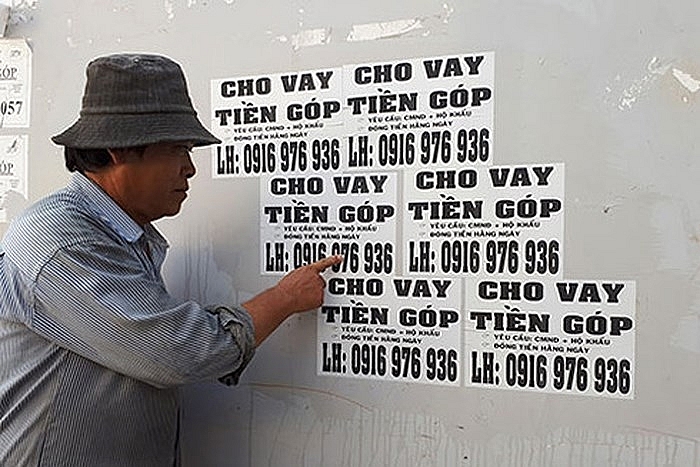 ÓP
057
CHO VAY
TIỀN GÓP
YÊU CẦU: CMND + HỘ KHẨU
ĐÓNG TIỀN HÀNG NGÀY
LH: 0916 976 936
CHO VAY
TIỀN GÓP
YÊU CẦU: CMND + HỘ KHẨU
ĐÓNG TIỀN HÀNG NGÀY
LH: 0916 976 936
CHO VAY
TIỀN GÓP
YÊU CẦU: CMND + HỘ KHẨU
ĐÓNG TIỀN HÀNG NGÀY
LH: 0916 976 936
CHO VAY
TIỀN GÓP
YÊU CẦU: CMND + HỘ KHẨU
ĐÓNG TIỀN HÀNG NGÀY
LH: 0916 976 936
CHO VAY
TIỀN GÓP
YÊU CẦU: CMND + HỘ KHẨU
ĐÓNG TIỀN HÀNG NGÀY
LH: 0916 976 936
CHO VAY
TIỀN GÓP
YÊU CẦU: CMND + HỘ KHẨU
ĐÓNG TIỀN HÀNG NGÀY
LH: 0916 976 936